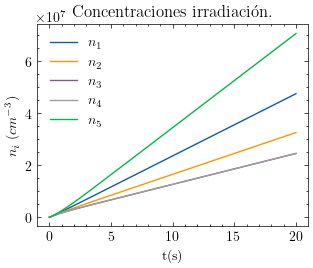 Concentraciones irradiación.
×10⁷
n₁
n₂
n₃
n₄
n₅
6
4
2
0
nᵢ (cm⁻³)
0 5 10 15 20
t(s)